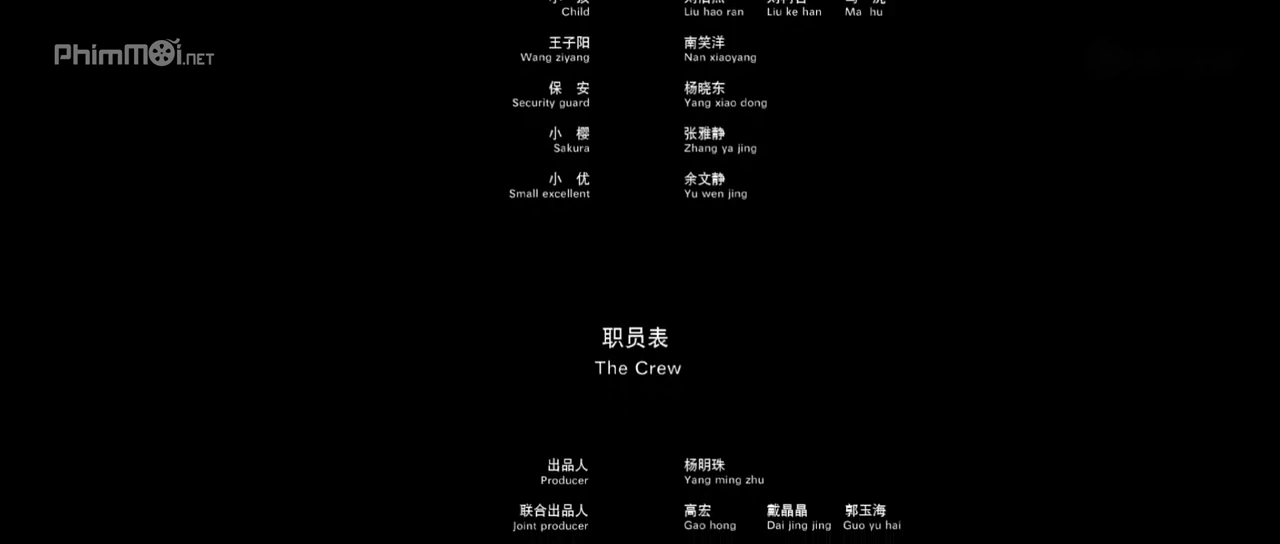 Child Liu hao ran Liu ke han Ma hu
PhimMoi.NET
王子阳 南笑洋
Wang ziyang Nan xiaoyang
保 安 杨晓东
Security guard Yang xiao dong
小 樱 张雅静
Sakura Zhang ya jing
小 优 余文静
Small excellent Yu wen jing
职员表
The Crew
出品人 杨明珠
Producer Yang ming zhu
联合出品人 高宏 戴晶晶 郭玉海
Joint producer Gao hong Dai jing jing Guo yu hai